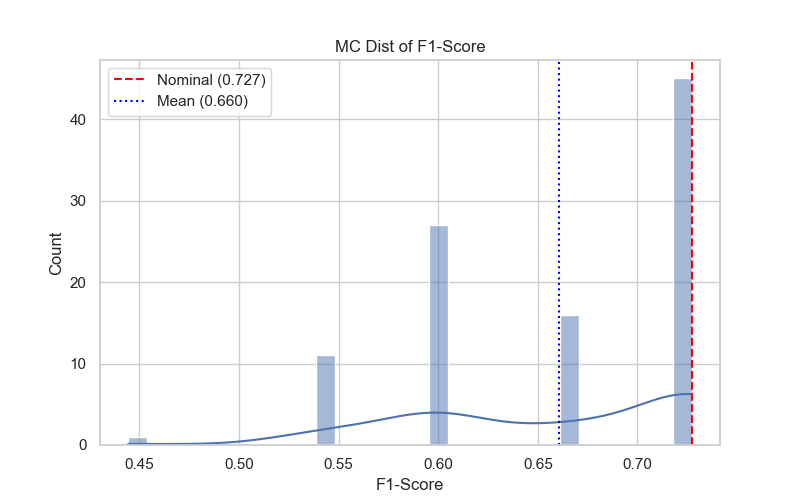 MC Dist of F1-Score
Nominal (0.727)
Mean (0.660)
Count
40
30
20
10
0
0.45 0.50 0.55 0.60 0.65 0.70
F1-Score